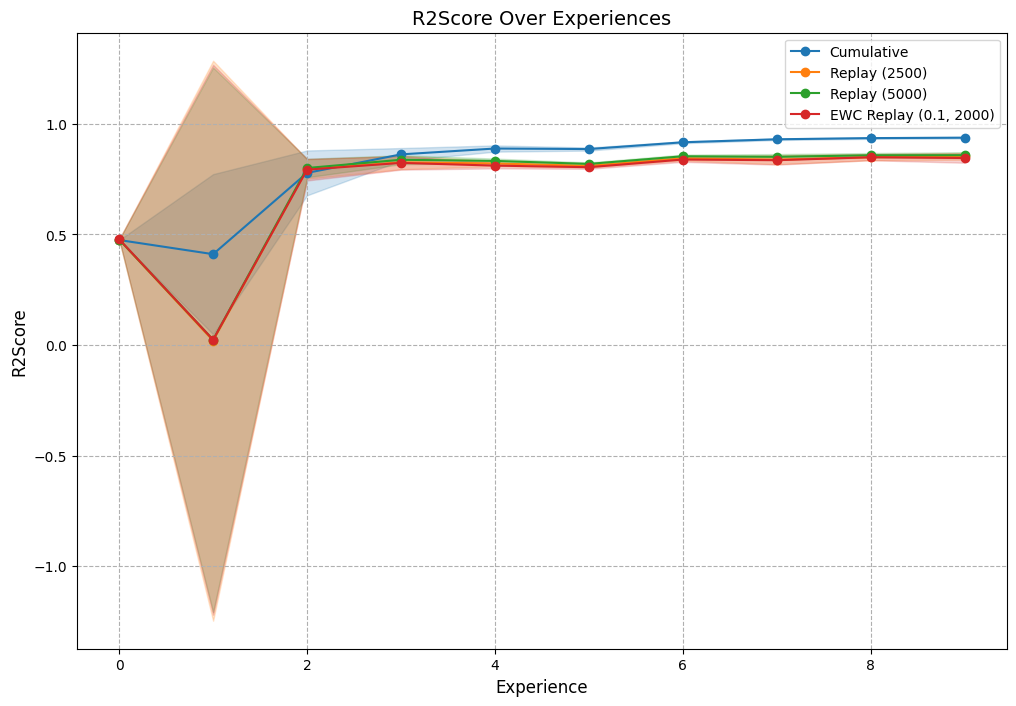 R2Score Over Experiences
Cumulative
Replay (2500)
Replay (5000)
EWC Replay (0.1, 2000)
R2Score
1.0
0.5
0.0
−0.5
−1.0
0 2 4 6 8
Experience